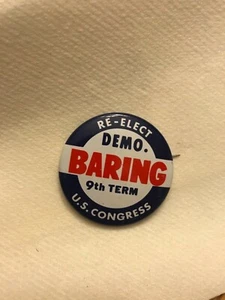 RE-ELECT
DEMO.
BARING
9th TERM
U.S. CONGRESS